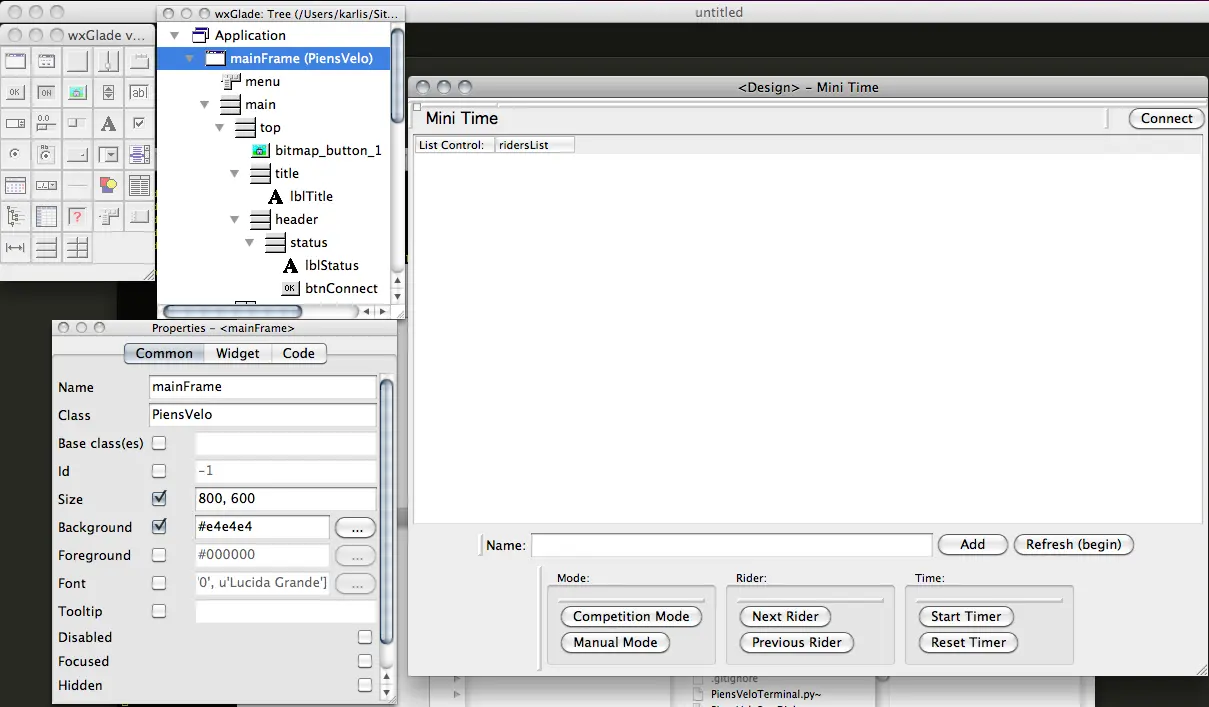 untitled
wxGlade: Tree (/Users/karlis/Sit...
wxGlade v...
Application
mainFrame (PiensVelo)
menu
main
top
bitmap_button_1
title
lblTitle
header
status
lblStatus
btnConnect
<Design> - Mini Time
Mini Time
Connect
List Control: ridersList
Name:
Add
Refresh (begin)
Mode:
Rider:
Time:
Competition Mode
Next Rider
Start Timer
Manual Mode
Previous Rider
Reset Timer
Properties - <mainFrame>
Common Widget Code
Name mainFrame
Class PiensVelo
Base class(es)
Id -1
Size 800, 600
Background #e4e4e4 ...
Foreground #000000 ...
Font '0', u'Lucida Grande'] ...
Tooltip
Disabled
Focused
Hidden
.gitignore
PiensVeloTerminal.py~